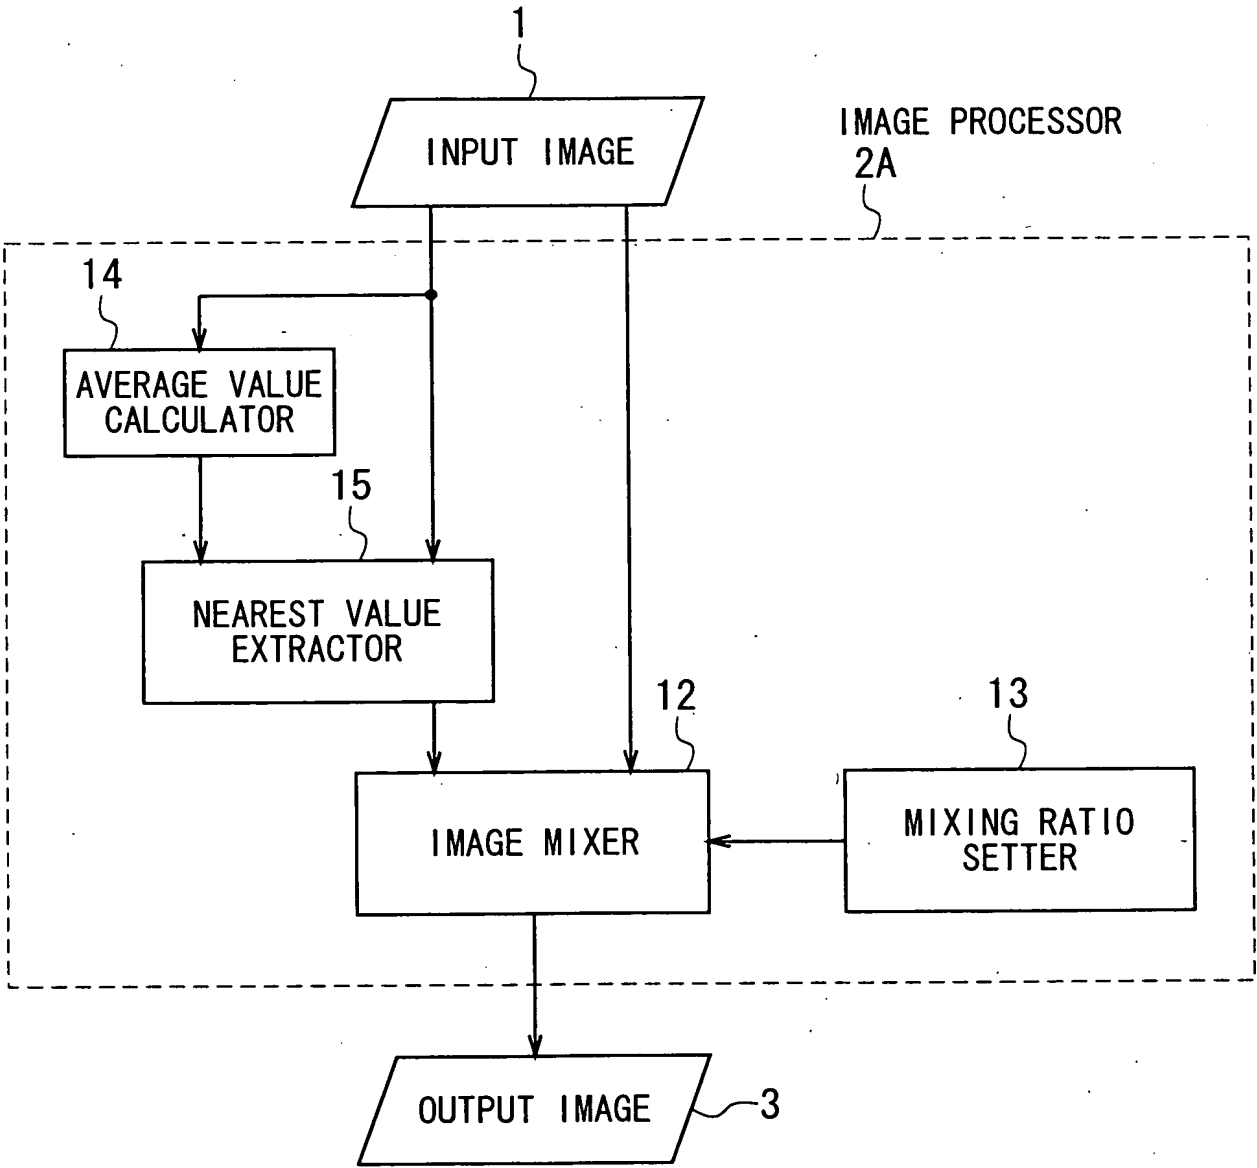 1
INPUT IMAGE
IMAGE PROCESSOR
2A
14
AVERAGE VALUE
CALCULATOR
15
NEAREST VALUE
EXTRACTOR
12
IMAGE MIXER
13
MIXING RATIO
SETTER
OUTPUT IMAGE
3